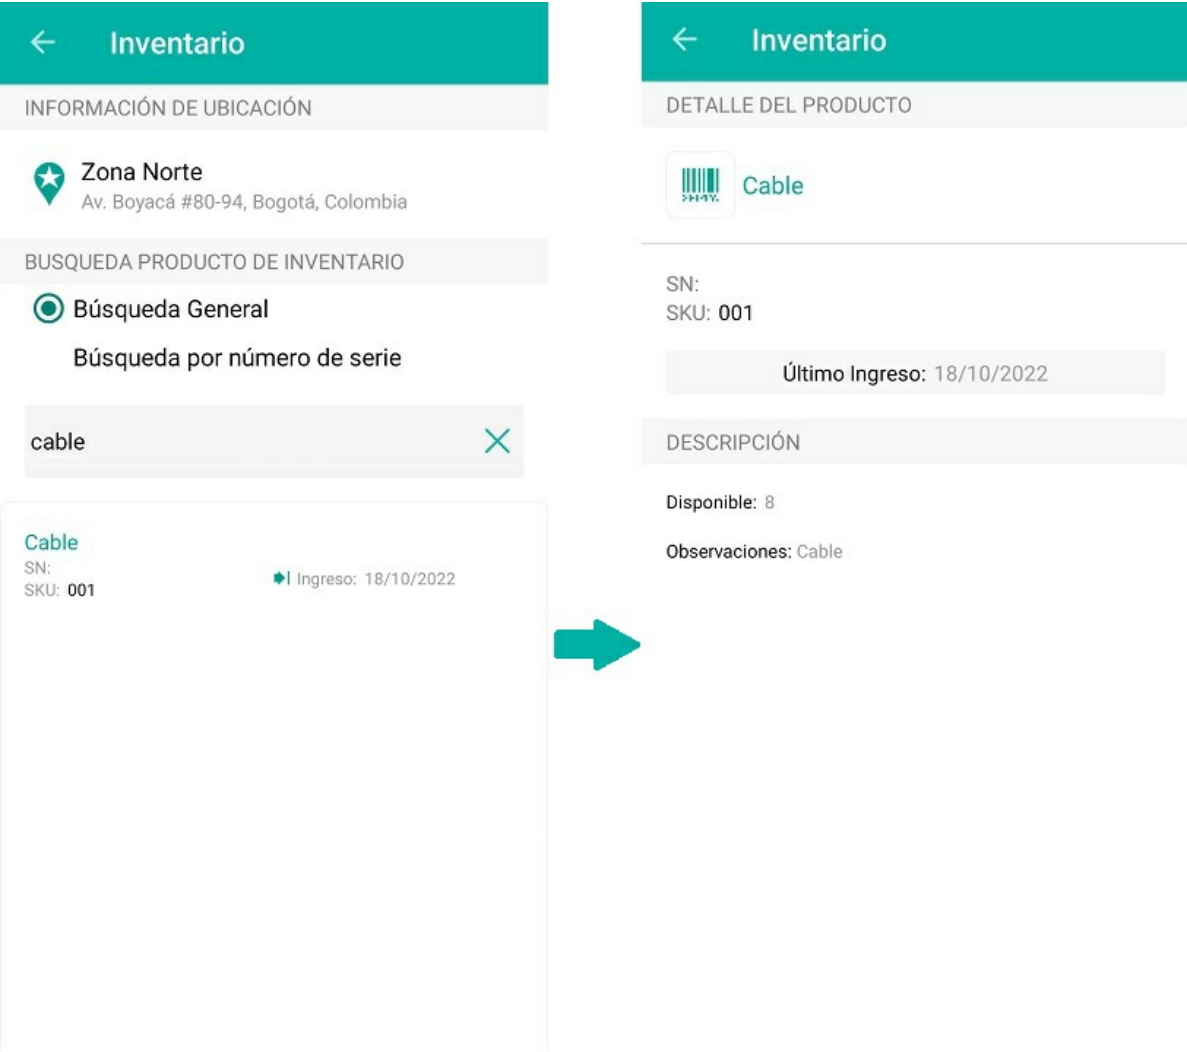 Inventario
INFORMACIÓN DE UBICACIÓN
Zona Norte
Av. Boyacá #80-94, Bogotá, Colombia
BUSQUEDA PRODUCTO DE INVENTARIO
Búsqueda General
Búsqueda por número de serie
cable
Cable
SN:
SKU: 001
Ingreso: 18/10/2022
Inventario
DETALLE DEL PRODUCTO
Cable
SN:
SKU: 001
Último Ingreso: 18/10/2022
DESCRIPCIÓN
Disponible: 8
Observaciones: Cable